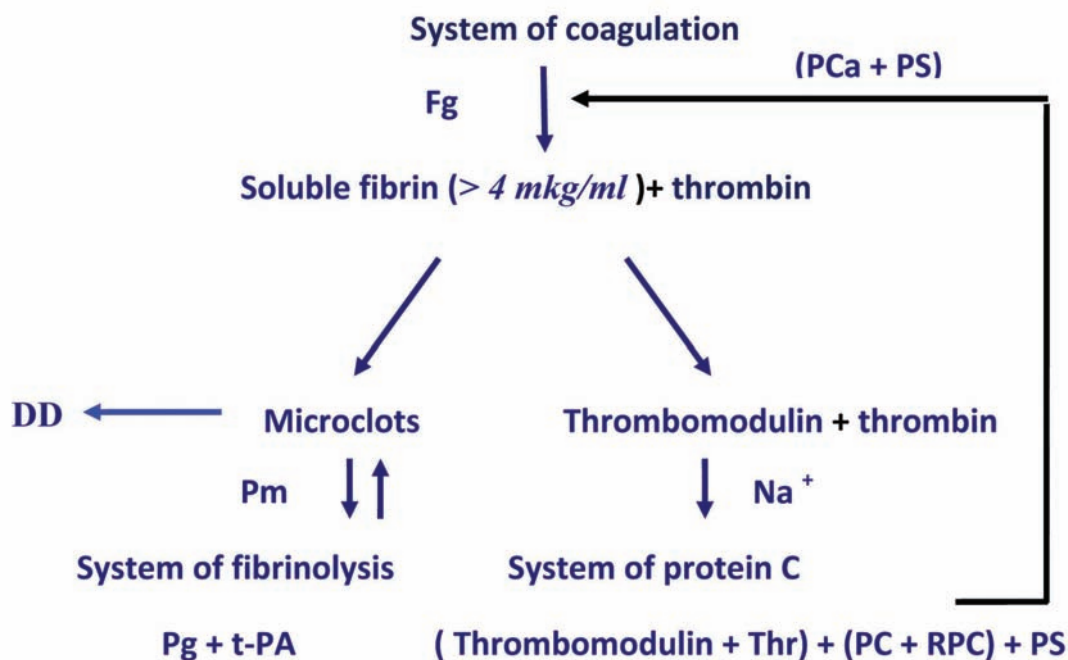 System of coagulation
(PCa + PS)
Fg
Soluble fibrin (> 4 mkg/ml )+ thrombin
DD
Microclots
Thrombomodulin + thrombin
Pm
Na +
System of fibrinolysis
System of protein C
Pg + t-PA
( Thrombomodulin + Thr) + (PC + RPC) + PS